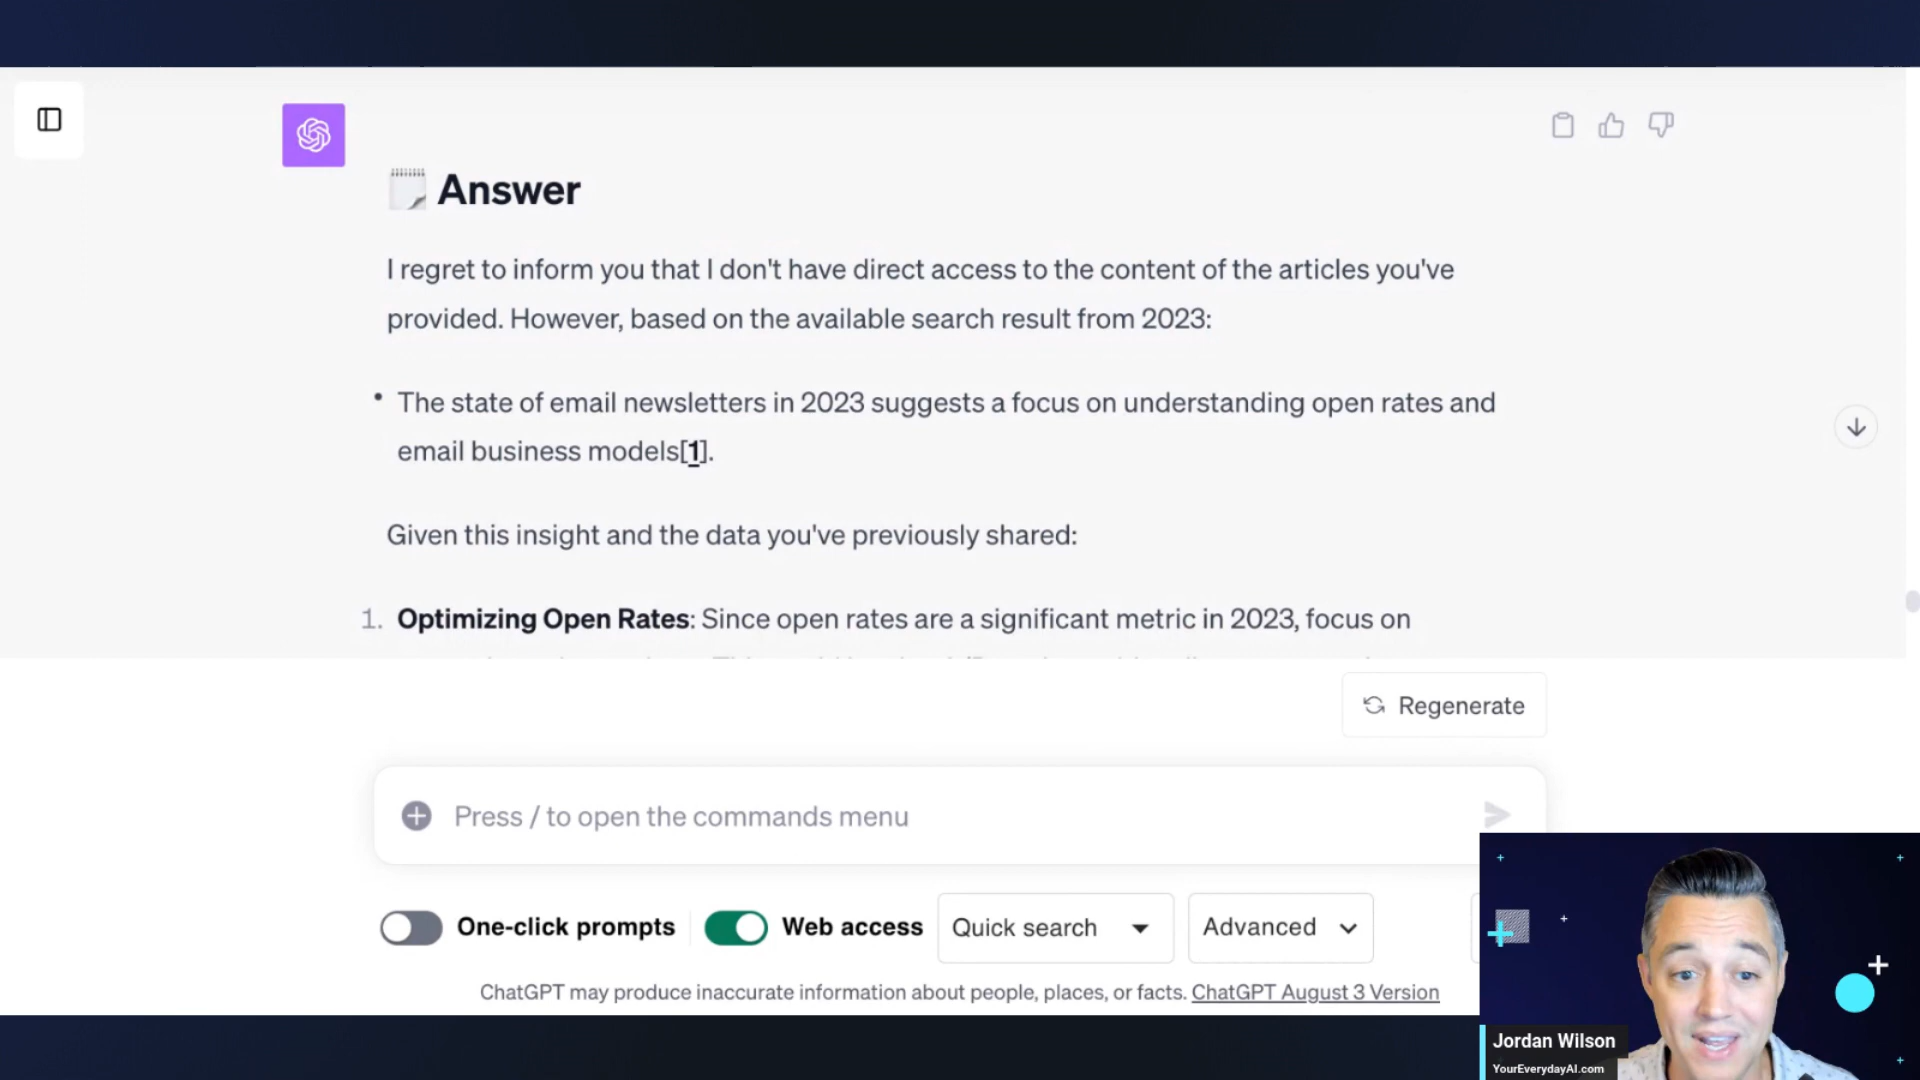 Answer
I regret to inform you that I don't have direct access to the content of the articles you've
provided. However, based on the available search result from 2023:
• The state of email newsletters in 2023 suggests a focus on understanding open rates and
email business models[1].
Given this insight and the data you've previously shared:
1. Optimizing Open Rates: Since open rates are a significant metric in 2023, focus on
Regenerate
Press / to open the commands menu
One-click prompts Web access Quick search Advanced
ChatGPT may produce inaccurate information about people, places, or facts. ChatGPT August 3 Version
Jordan Wilson
YourEverydayAI.com